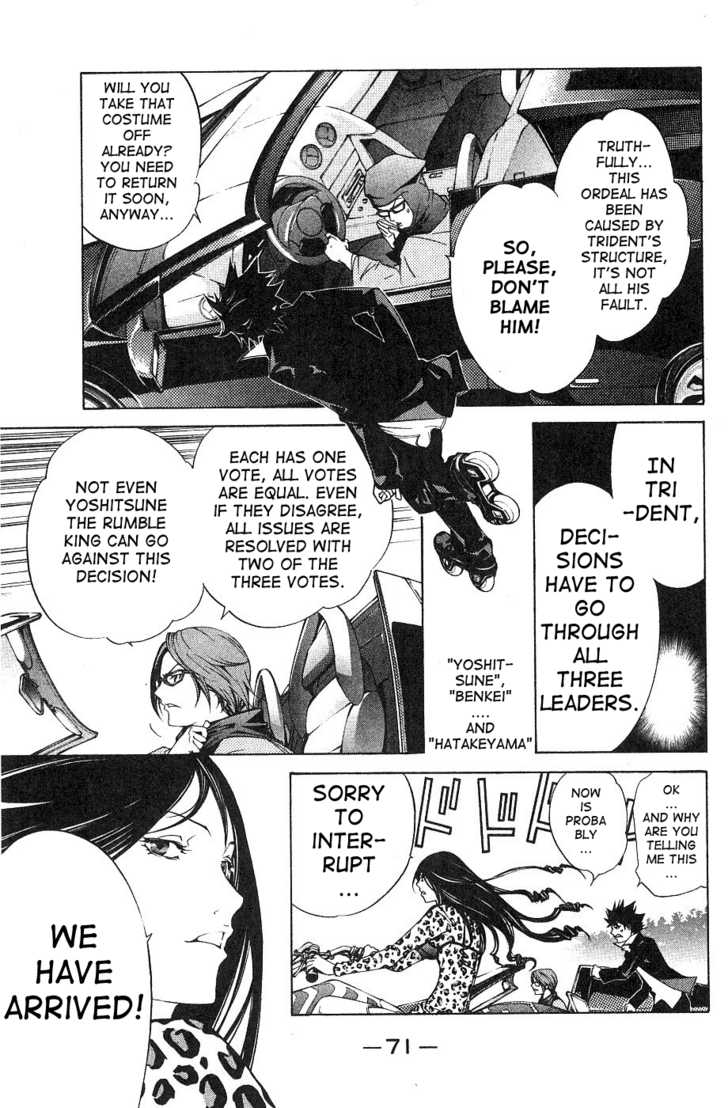 TRUTH-
FULLY...
THIS
ORDEAL HAS
BEEN
CAUSED BY
TRIDENT'S
STRUCTURE,
IT'S NOT
ALL HIS
FAULT.
SO,
PLEASE,
DON'T
BLAME
HIM!
WILL YOU
TAKE THAT
COSTUME
OFF
ALREADY?
YOU NEED
TO RETURN
IT SOON,
ANYWAY...
IN
TRI
-DENT,
DECI-
SIONS
HAVE TO
GO
THROUGH
ALL
THREE
LEADERS.
"YOSHIT-
SUNE",
"BENKEI"
....
AND
"HATAKEYAMA"
EACH HAS ONE
VOTE, ALL VOTES
ARE EQUAL. EVEN
IF THEY DISAGREE,
ALL ISSUES ARE
RESOLVED WITH
TWO OF THE
THREE VOTES.
NOT EVEN
YOSHITSUNE
THE RUMBLE
KING CAN GO
AGAINST THIS
DECISION!
OK
...
AND WHY
ARE YOU
TELLING
ME THIS
...
NOW
IS
PROBA
BLY
...
ドドドド
SORRY
TO
INTER-
RUPT
...
WE
HAVE
ARRIVED!
—71—